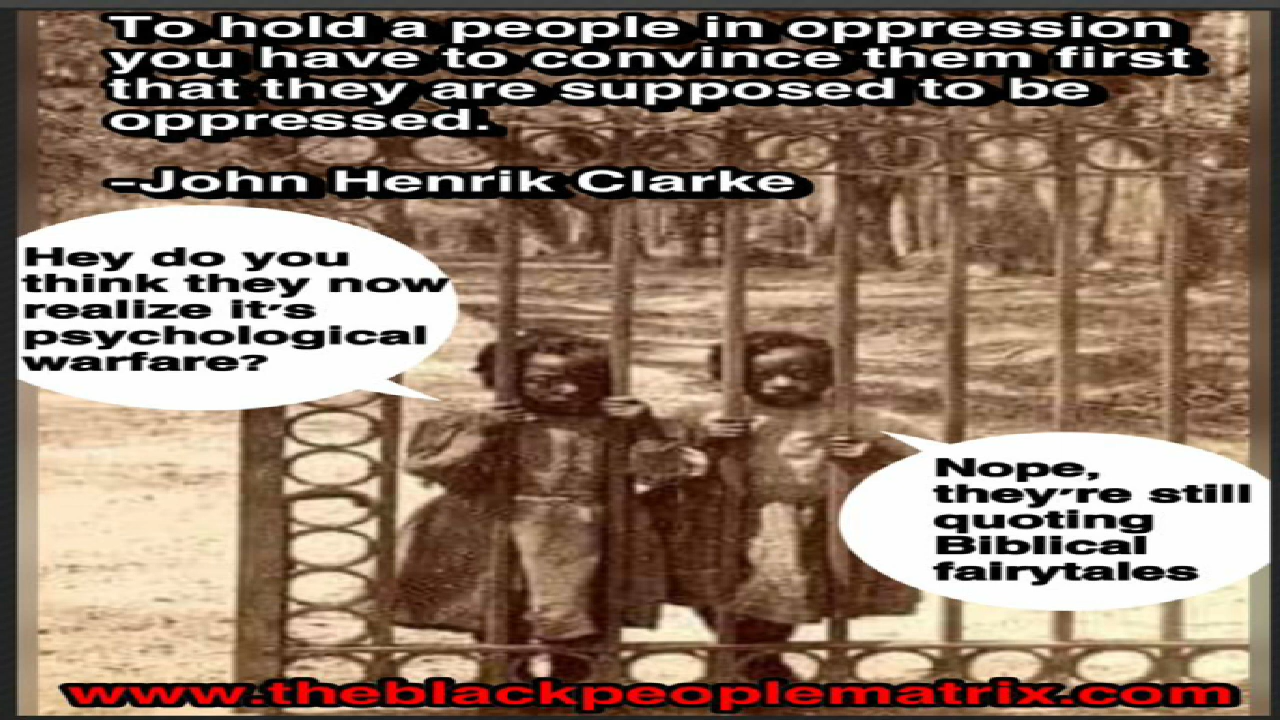 To hold a people in oppression
you have to convince them first
that they are supposed to be
oppressed.
-John Henrik Clarke
Hey do you
think they now
realize it's
psychological
warfare?
Nope,
they're still
quoting
Biblical
fairytales
www.theblackpeoplematrix.com